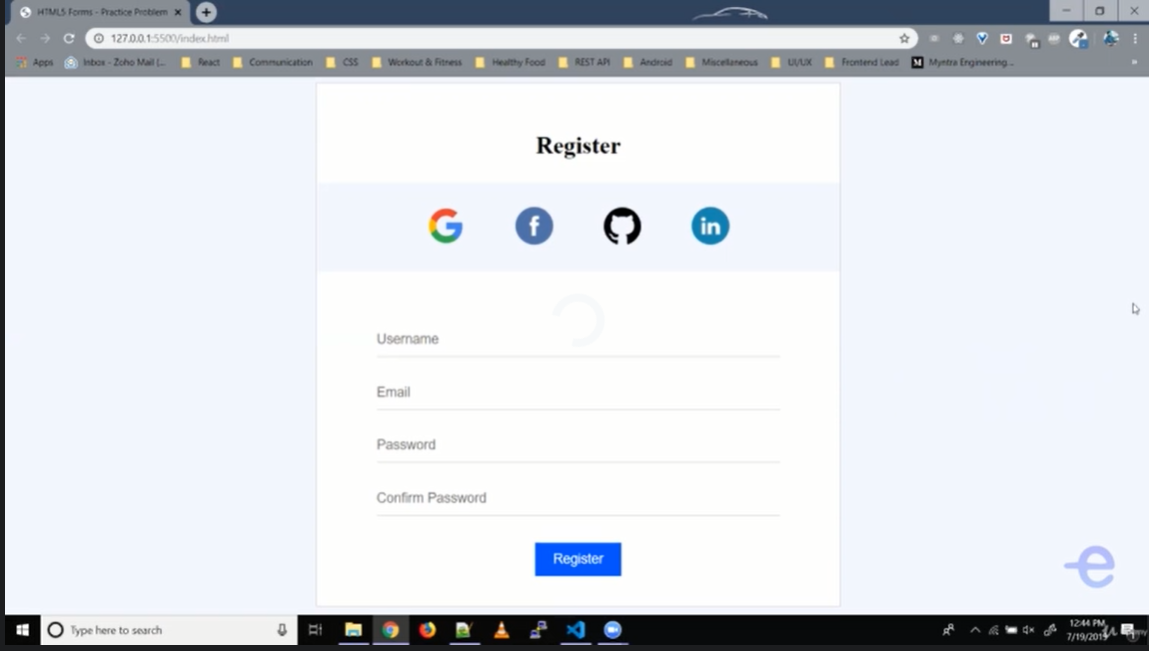 HTML5 Forms - Practice Problem
127.0.0.1:5500/index.html
Apps Inbox - Zoho Mail (... React Communication CSS Workout & Fitness Healthy Food REST API Android Miscellaneous UI/UX Frontend Lead M Myntra Engineering... »
Register
f in
Username
Email
Password
Confirm Password
Register
e
Type here to search
12:44 PM
7/19/2019